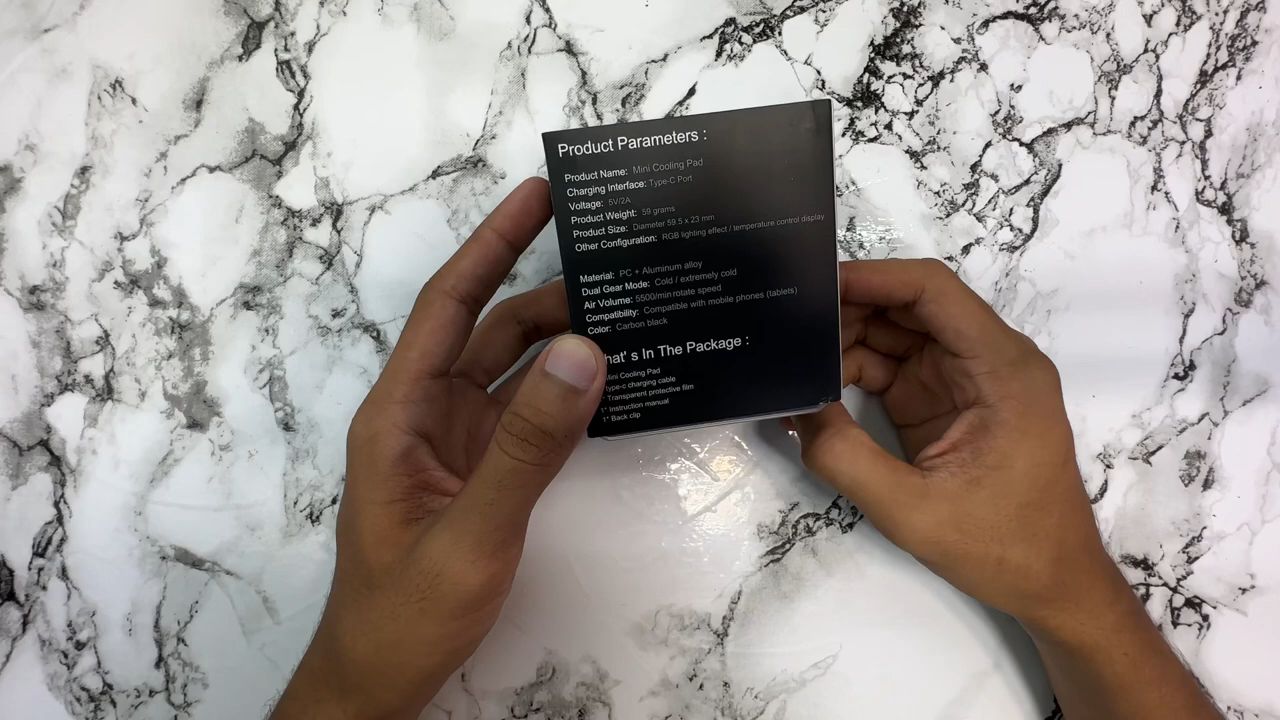 Product Parameters :
Product Name: Mini Cooling Pad
Charging Interface: Type-C Port
Voltage: 5V/2A
Product Weight: 59 grams
Product Size: Diameter 59.5 x 23 mm
Other Configuration: RGB lighting effect / temperature control display
Material: PC + Aluminum alloy
Dual Gear Mode: Cold / extremely cold
Air Volume: 5500/min rotate speed
Compatibility: Compatible with mobile phones (tablets)
Color: Carbon black
hat' s In The Package :
Mini Cooling Pad
Type-c charging cable
* Transparent protective film
1* Instruction manual
1* Back clip